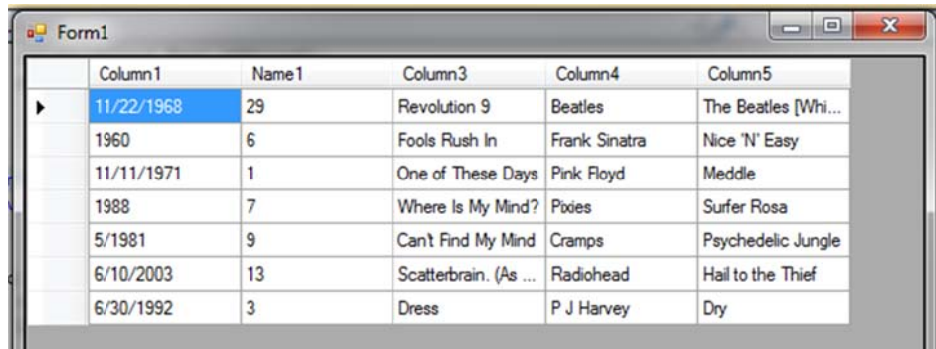 Form1
Column1 Name1 Column3 Column4 Column5
11/22/1968 29 Revolution 9 Beatles The Beatles [Whi...
1960 6 Fools Rush In Frank Sinatra Nice 'N' Easy
11/11/1971 1 One of These Days Pink Floyd Meddle
1988 7 Where Is My Mind? Pixies Surfer Rosa
5/1981 9 Can't Find My Mind Cramps Psychedelic Jungle
6/10/2003 13 Scatterbrain. (As ... Radiohead Hail to the Thief
6/30/1992 3 Dress P J Harvey Dry